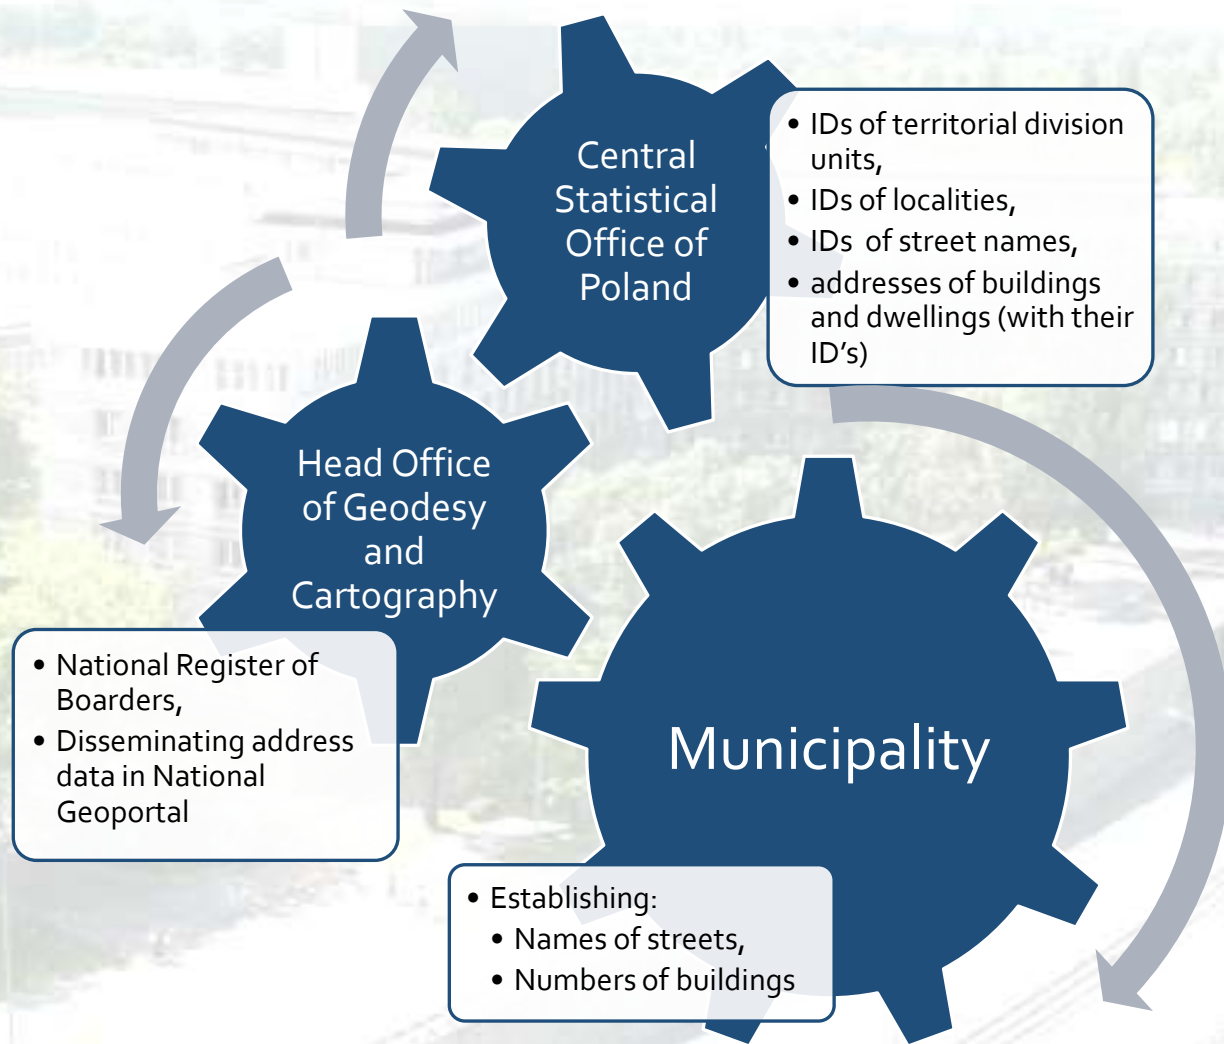 Central
Statistical
Office of
Poland
• IDs of territorial division
units,
• IDs of localities,
• IDs of street names,
• addresses of buildings
and dwellings (with their
ID's)
Head Office
of Geodesy
and
Cartography
• National Register of
Boarders,
• Disseminating address
data in National
Geoportal
Municipality
• Establishing:
• Names of streets,
• Numbers of buildings